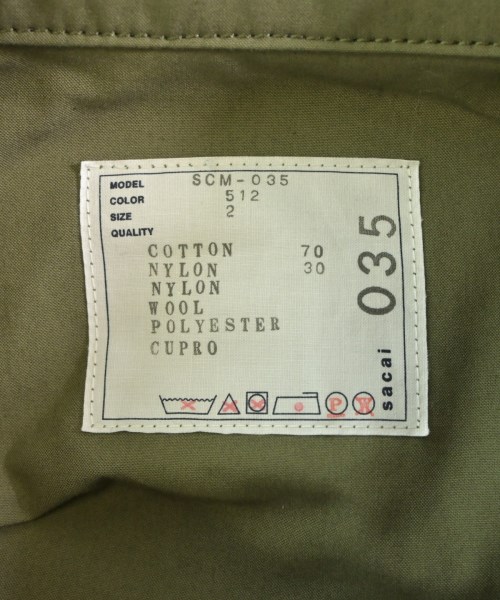 MODEL SCM-035
COLOR 512
SIZE 2
QUALITY
COTTON 70
NYLON 30
NYLON
WOOL
POLYESTER
CUPRO
P W
sacai 035